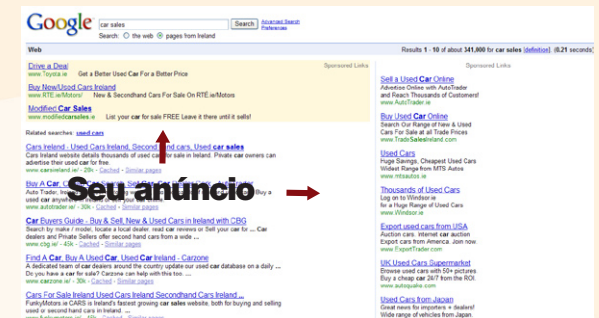 Google
car sales
Search
Advanced Search
Preferences
Search: the web pages from Ireland
Web
Results 1 - 10 of about 341,000 for car sales [definition]. (0.21 seconds)
Drive a Deal
Sponsored Links
www.Toyota.ie Get a Better Used Car For a Better Price
Buy New/Used Cars Ireland
www.RTE.ie/Motors/ New & Secondhand Cars For Sale On RTE.ie/Motors
Modified Car Sales
www.modifiedcarsales.ie List your car for sale FREE Leave it there until it sells!
Related searches: used cars
Cars Ireland - Used Cars Ireland, Second hand cars, Used car sales
Cars Ireland website details thousands of used car for sale in Ireland. Private car owners can
advertise their used car for free.
www.carsireland.ie/ - 28k - Cached - Similar pages
Buy A Car,
Auto Trader,
used car anywhere
www.autotrader.ie/ - 30k - Cached - Similar pages
Seu anúncio
Car Buyers Guide - Buy & Sell, New & Used Cars in Ireland with CBG
Search by make / model, locate a local dealer, read car reviews or Sell your car for ... Car
dealers and Private Sellers offer second hand cars from a wide ...
www.cbg.ie/ - 45k - Cached - Similar pages
Find A Car, Buy A Used Car, Used Car Ireland - Carzone
A dedicated team of car dealers around the country update our used car database on a daily ...
Do you have a car for sale? Carzone can help with this too. ...
www.carzone.ie/ - 30k - Cached - Similar pages
Cars For Sale Ireland Used Cars Ireland Secondhand Cars Ireland ...
FunkyMotors.ie CARS is Ireland's fastest growing car sales website, both for buying and selling
used or second hand cars in Ireland. ...
Sponsored Links
Sell a Used Car Online
Advertise Online with AutoTrader
and Reach Thousands of Customers!
www.AutoTrader.ie
Buy Used Car Online
Search Our Range of New & Used
Cars For Sale at all Trade Prices
www.TradeSalesIreland.com
Used Cars
Huge Savings, Cheapest Used Cars
Widest Range from MTS Autos
www.mtsautos.ie
Thousands of Used Cars
Log on to Windsor.ie
for a Huge Range of Used Cars
www.Windsor.ie
Export used cars from USA
Auction cars. Internet car auction
Export cars from America. Join now.
www.ExportTrader.com
UK Used Cars Supermarket
Browse used cars with 50+ pictures
Buy a cheap car 24/7 from the ROI.
www.autoquake.com
Used Cars from Japan
Great news for importers + dealers!
Wide range of vehicles from Japan.